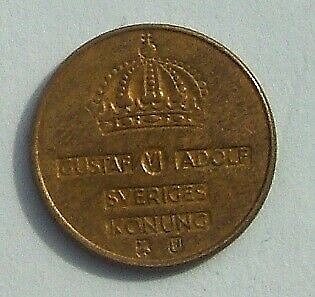 GUSTAF VI ADOLF
SVERIGES
KONUNG
U